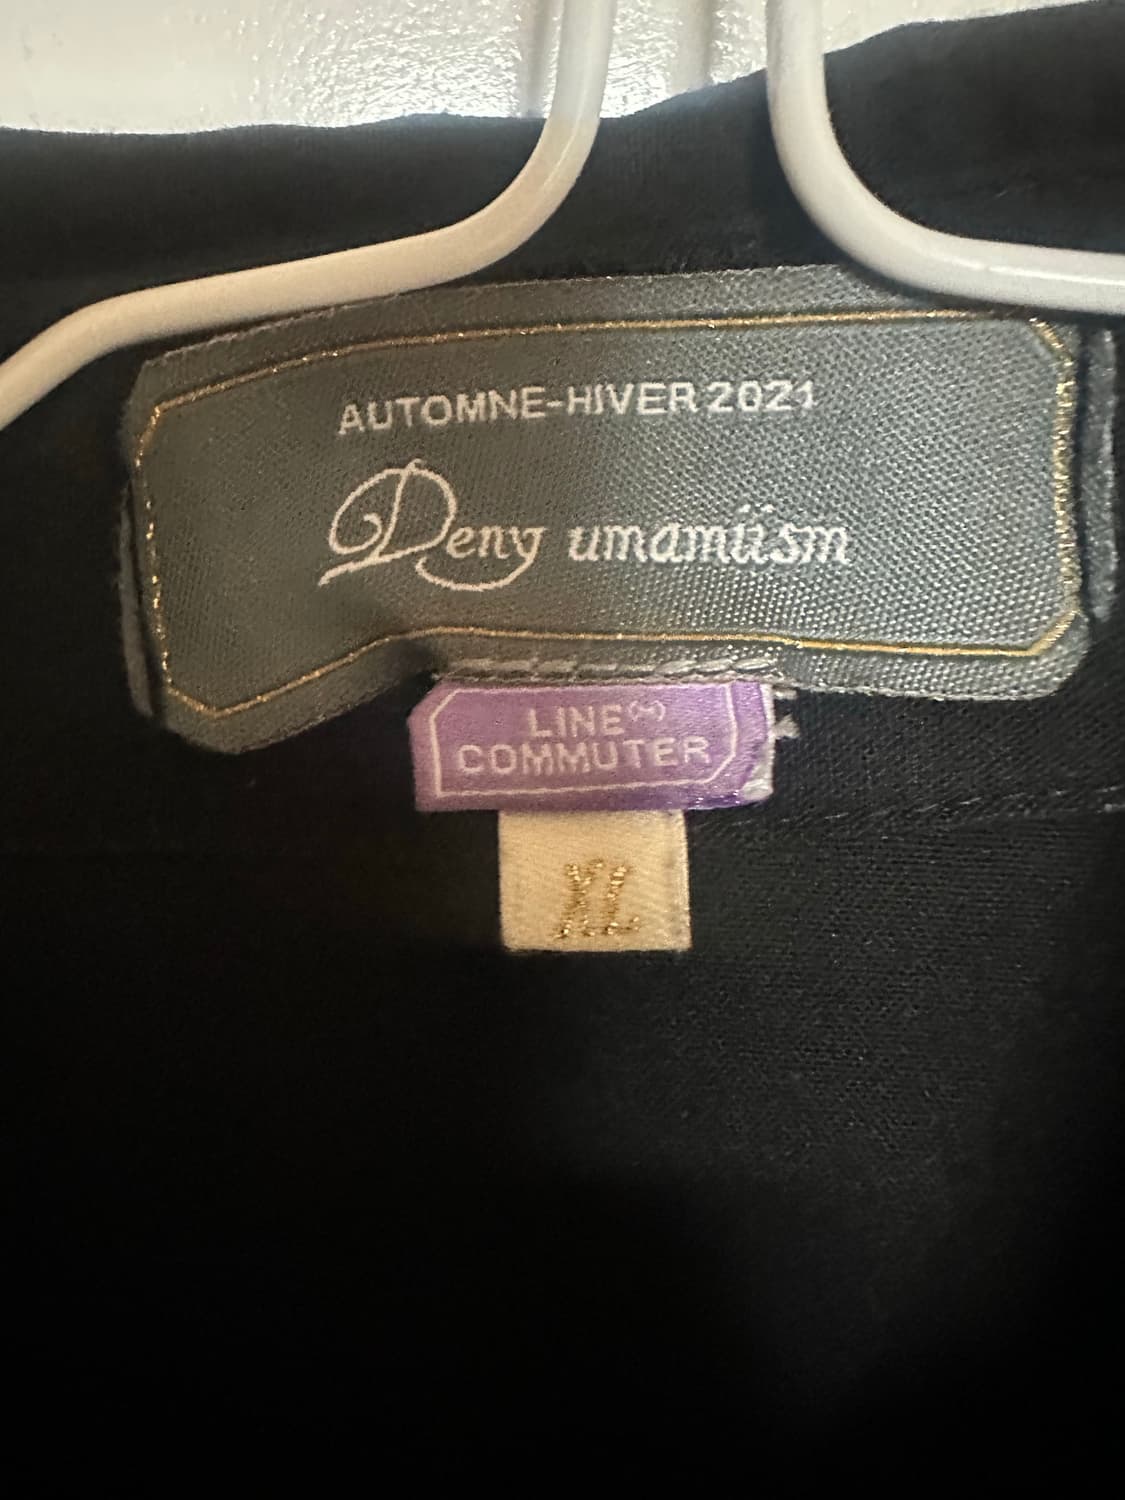 AUTOMNE-HIVER 2021
Deny umamiism
LINE(∞)
COMMUTER
XL